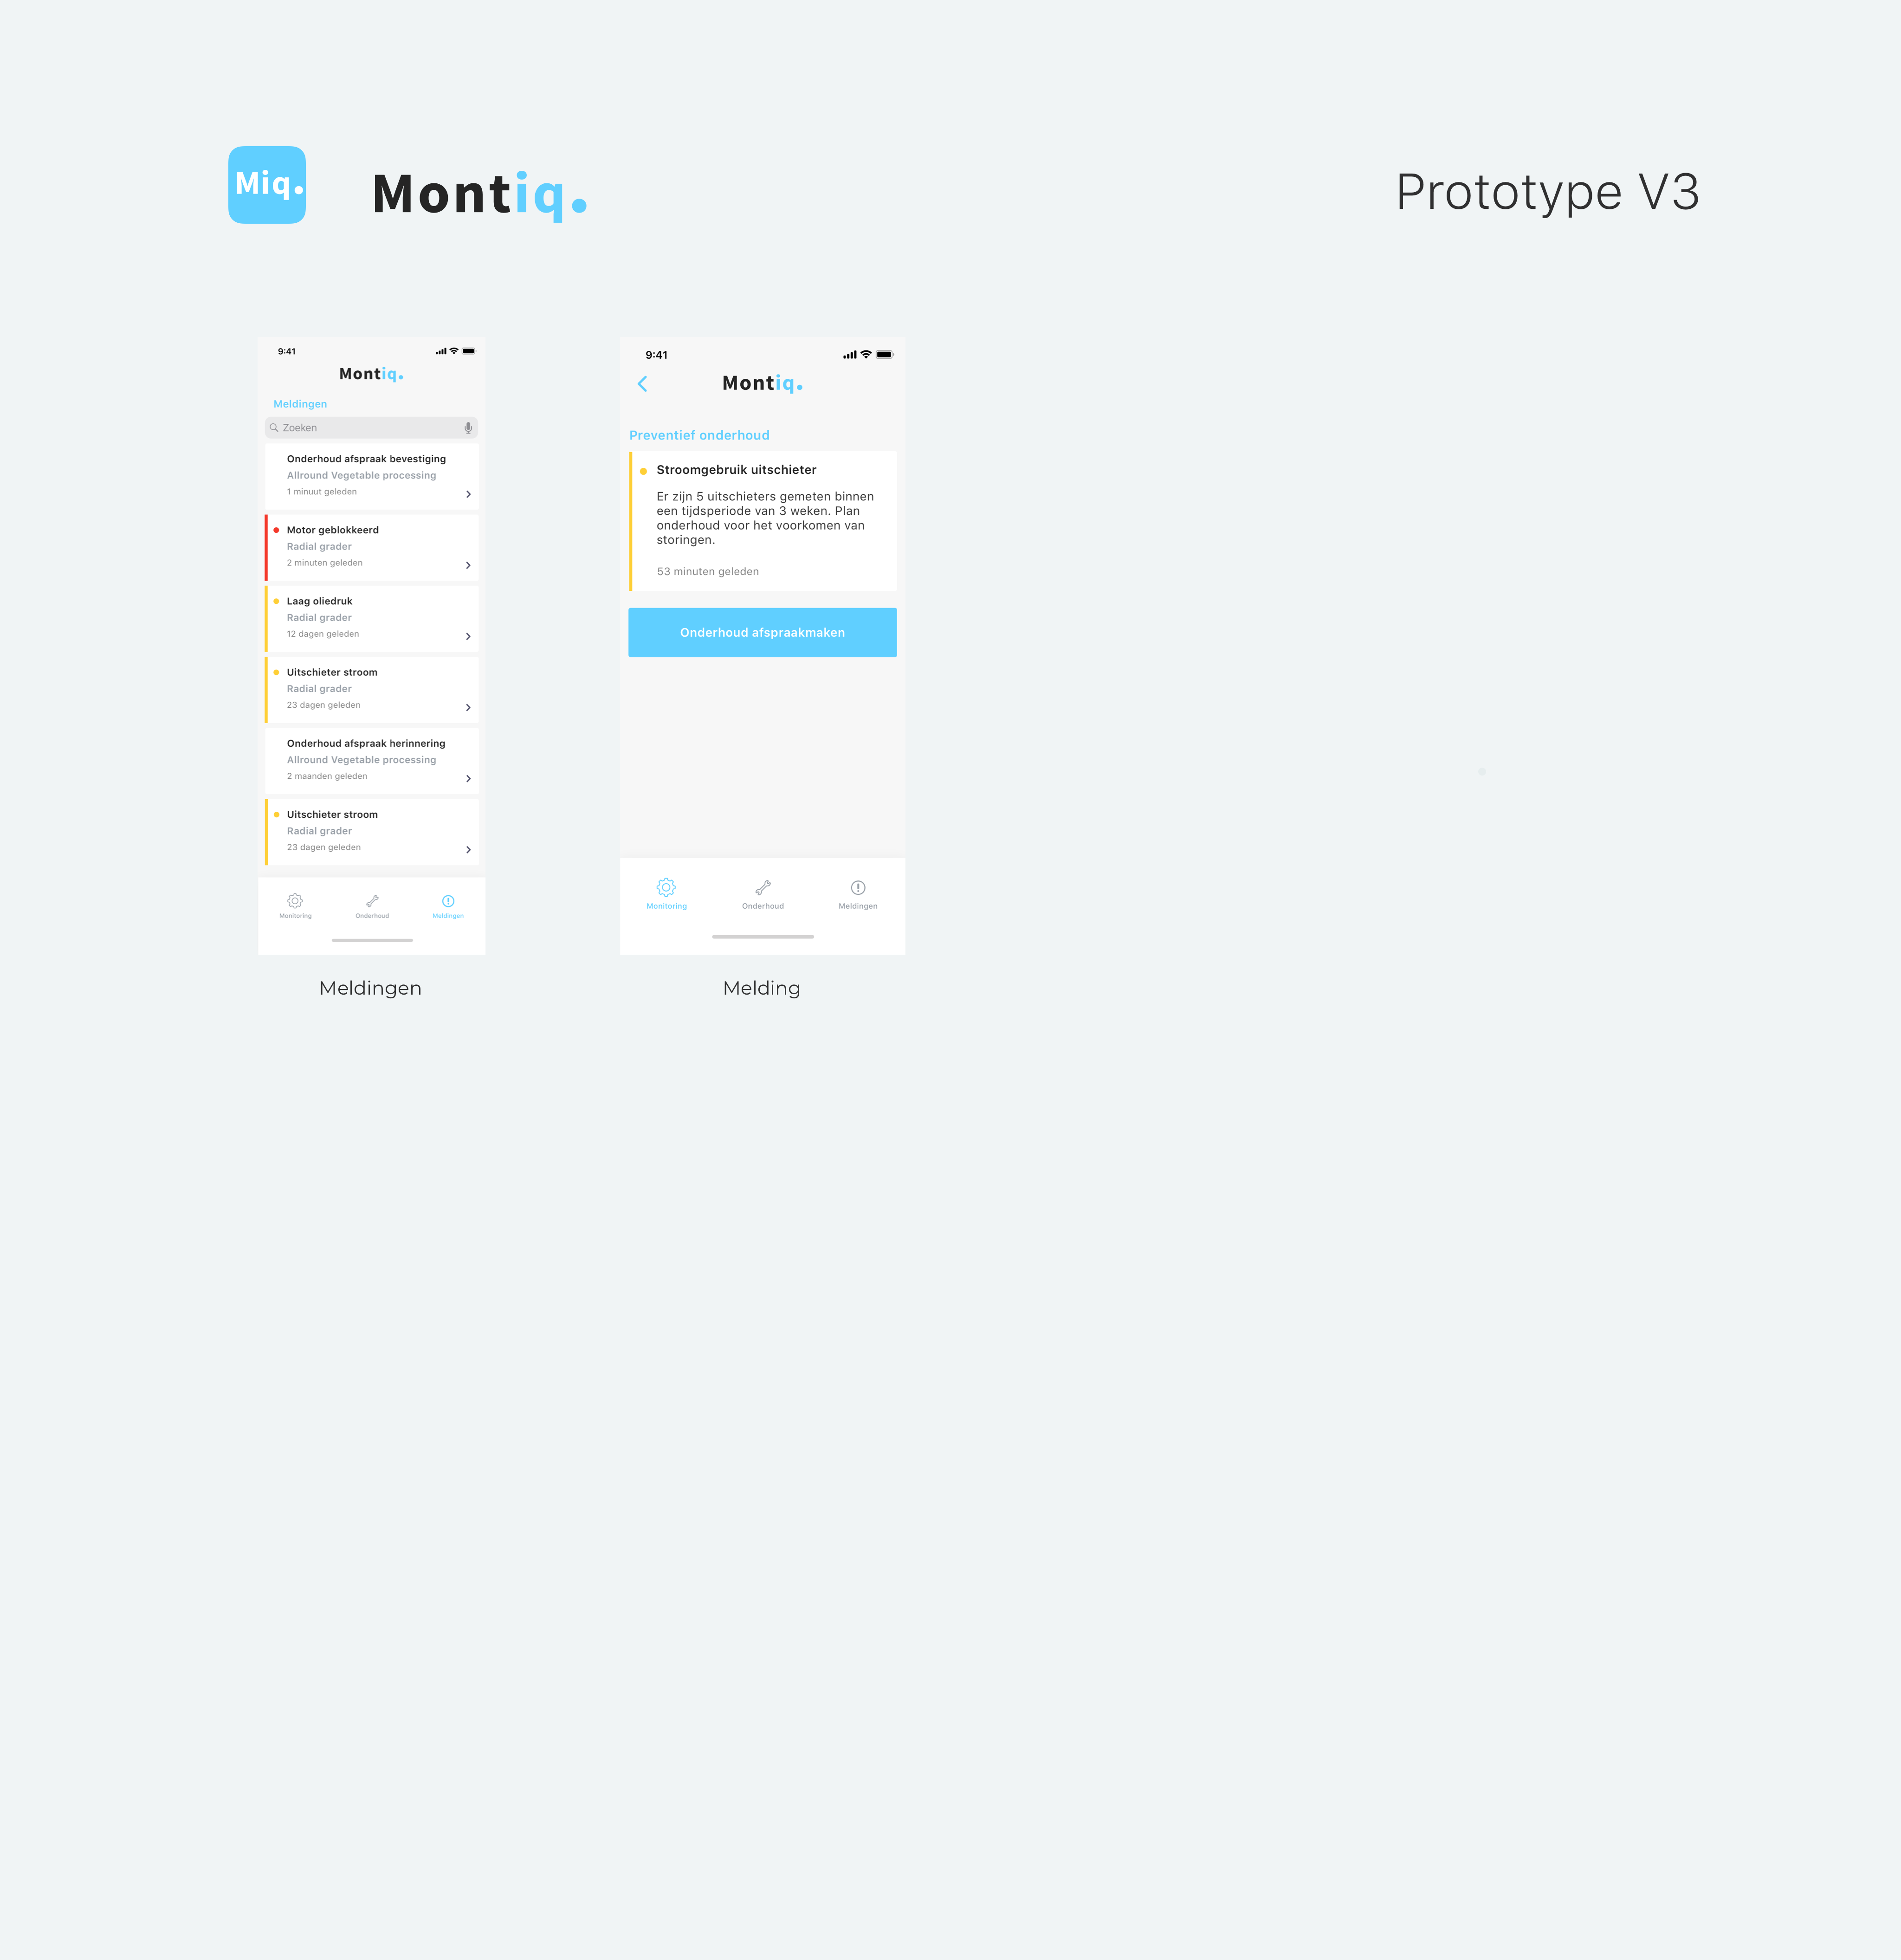 Miq.
Montiq.
Prototype V3
9:41
Montiq.
Meldingen
Zoeken
Onderhoud afspraak bevestiging
Allround Vegetable processing
1 minuut geleden
Motor geblokkeerd
Radial grader
2 minuten geleden
Laag oliedruk
Radial grader
12 dagen geleden
Uitschieter stroom
Radial grader
23 dagen geleden
Onderhoud afspraak herinnering
Allround Vegetable processing
2 maanden geleden
Uitschieter stroom
Radial grader
23 dagen geleden
Monitoring
Onderhoud
Meldingen
Meldingen
9:41
Montiq.
Preventief onderhoud
Stroomgebruik uitschieter
Er zijn 5 uitschieters gemeten binnen
een tijdsperiode van 3 weken. Plan
onderhoud voor het voorkomen van
storingen.
53 minuten geleden
Onderhoud afspraakmaken
Monitoring
Onderhoud
Meldingen
Melding